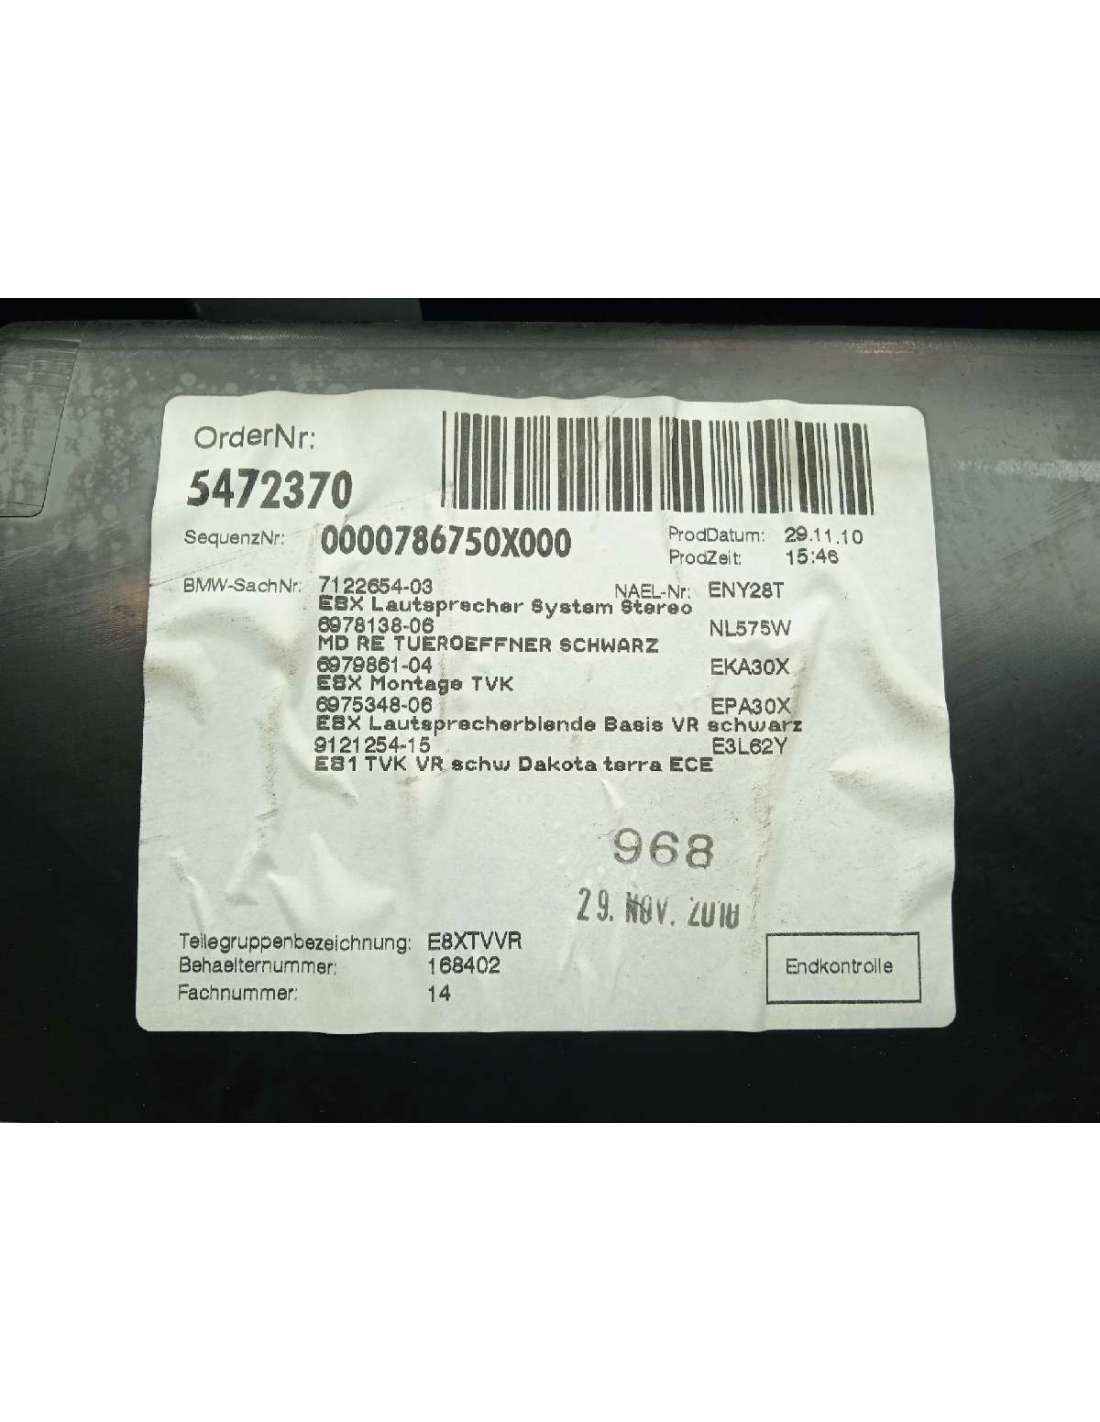 OrderNr:
5472370
SequenzNr: 0000786750X000
ProdDatum: 29.11.10
ProdZeit: 15:46
BMW-SachNr: 7122654-03 NAEL-Nr: ENY28T
E8X Lautsprecher System Stereo
6978138-06 NL575W
MD RE TUEROEFFNER SCHWARZ
6979861-04 EKA30X
E8X Montage TVK
6975348-06 EPA30X
E8X Lautsprecherblende Basis VR schwarz
9121254-15 E3L62Y
E81 TVK VR schw Dakota terra ECE
968
29. NOV. 2010
Teilegruppenbezeichnung: E8XTVVR
Behaelternummer: 168402
Fachnummer: 14
Endkontrolle